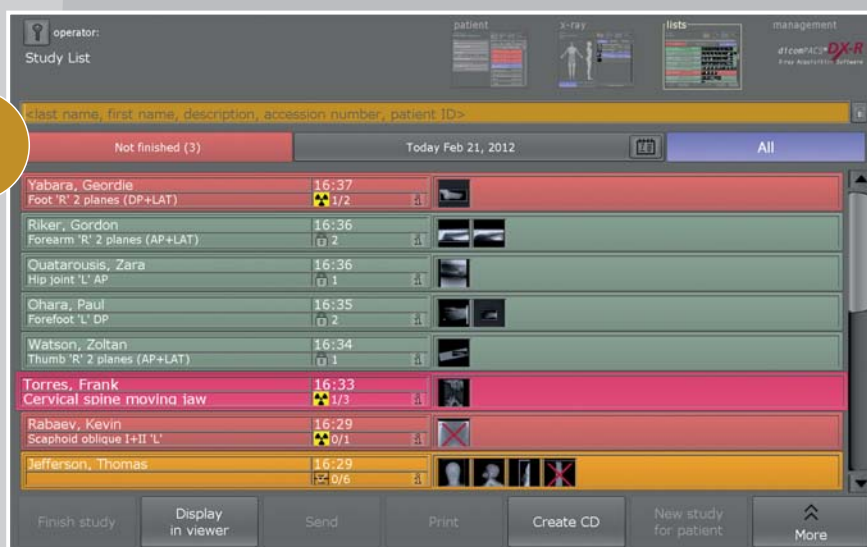 operator:
Study List
patient
x-ray
lists
management
dicomPACS®DX-R
X-ray Acquisition Software
<last name, first name, description, accession number, patient ID>
Not finished (3)
Today Feb 21, 2012
All
Yabara, Geordie
16:37
Foot 'R' 2 planes (DP+LAT)
1/2
Riker, Gordon
16:36
Forearm 'R' 2 planes (AP+LAT)
2
Quatarousis, Zara
16:36
Hip joint 'L' AP
1
Ohara, Paul
16:35
Forefoot 'L' DP
2
Watson, Zoltan
16:34
Thumb 'R' 2 planes (AP+LAT)
1
Torres, Frank
16:33
Cervical spine moving jaw
1/3
Rabaev, Kevin
16:29
Scaphoid oblique I+II 'L'
0/1
Jefferson, Thomas
16:29
0/6
Finish study
Display
in viewer
Send
Print
Create CD
New study
for patient
More